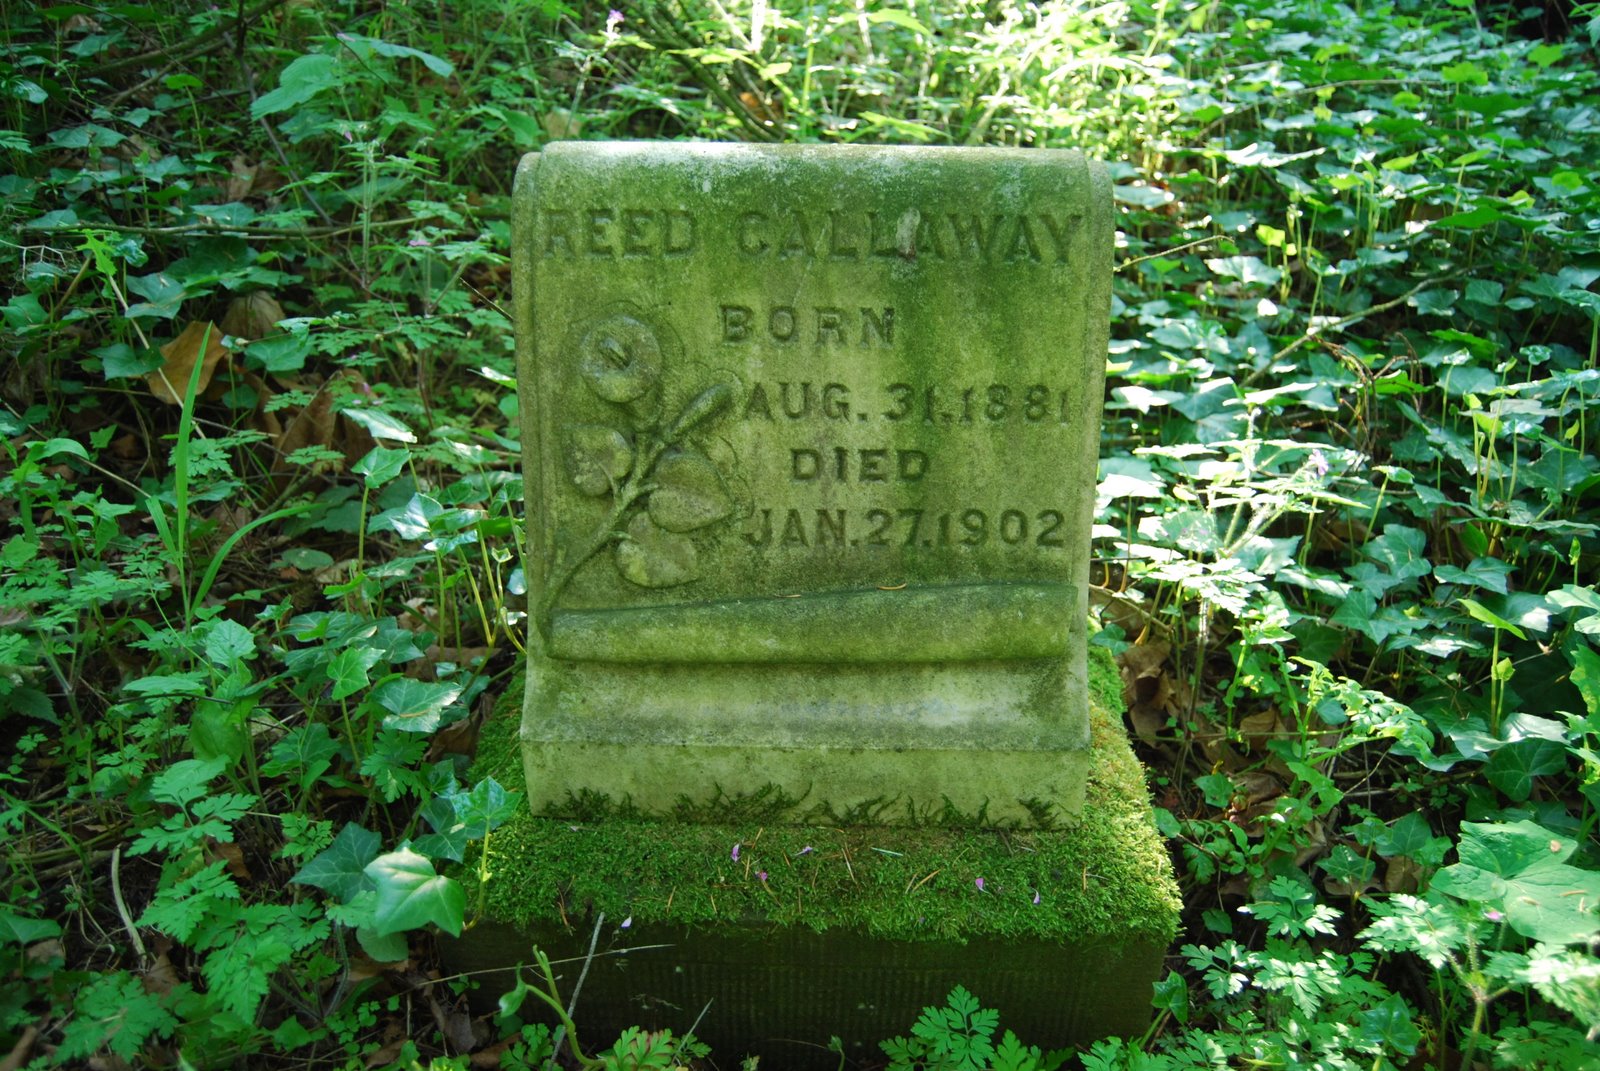 REED CALLAWAY
BORN
AUG. 31. 1881
DIED
JAN. 27. 1902